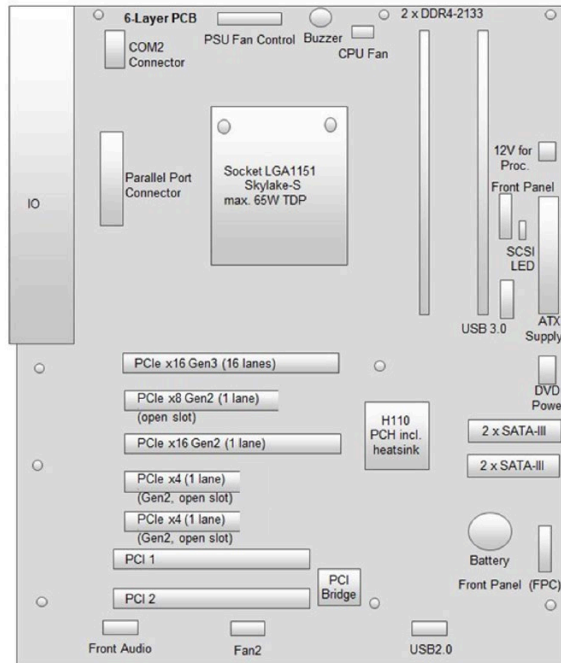 6-Layer PCB
2 x DDR4-2133
COM2
Connector
PSU Fan Control
Buzzer
CPU Fan
12V for
Proc.
Parallel Port
Connector
Socket LGA1151
Skylake-S
max. 65W TDP
Front Panel
IO
SCSI
LED
USB 3.0
ATX
Supply
PCIe x16 Gen3 (16 lanes)
DVD
Power
PCIe x8 Gen2 (1 lane)
(open slot)
H110
PCH incl.
heatsink
PCIe x16 Gen2 (1 lane)
2 x SATA-III
2 x SATA-III
PCIe x4 (1 lane)
(Gen2, open slot)
PCIe x4 (1 lane)
(Gen2, open slot)
PCI 1
Battery
PCI
Bridge
Front Panel (FPC)
PCI 2
Front Audio
Fan2
USB2.0